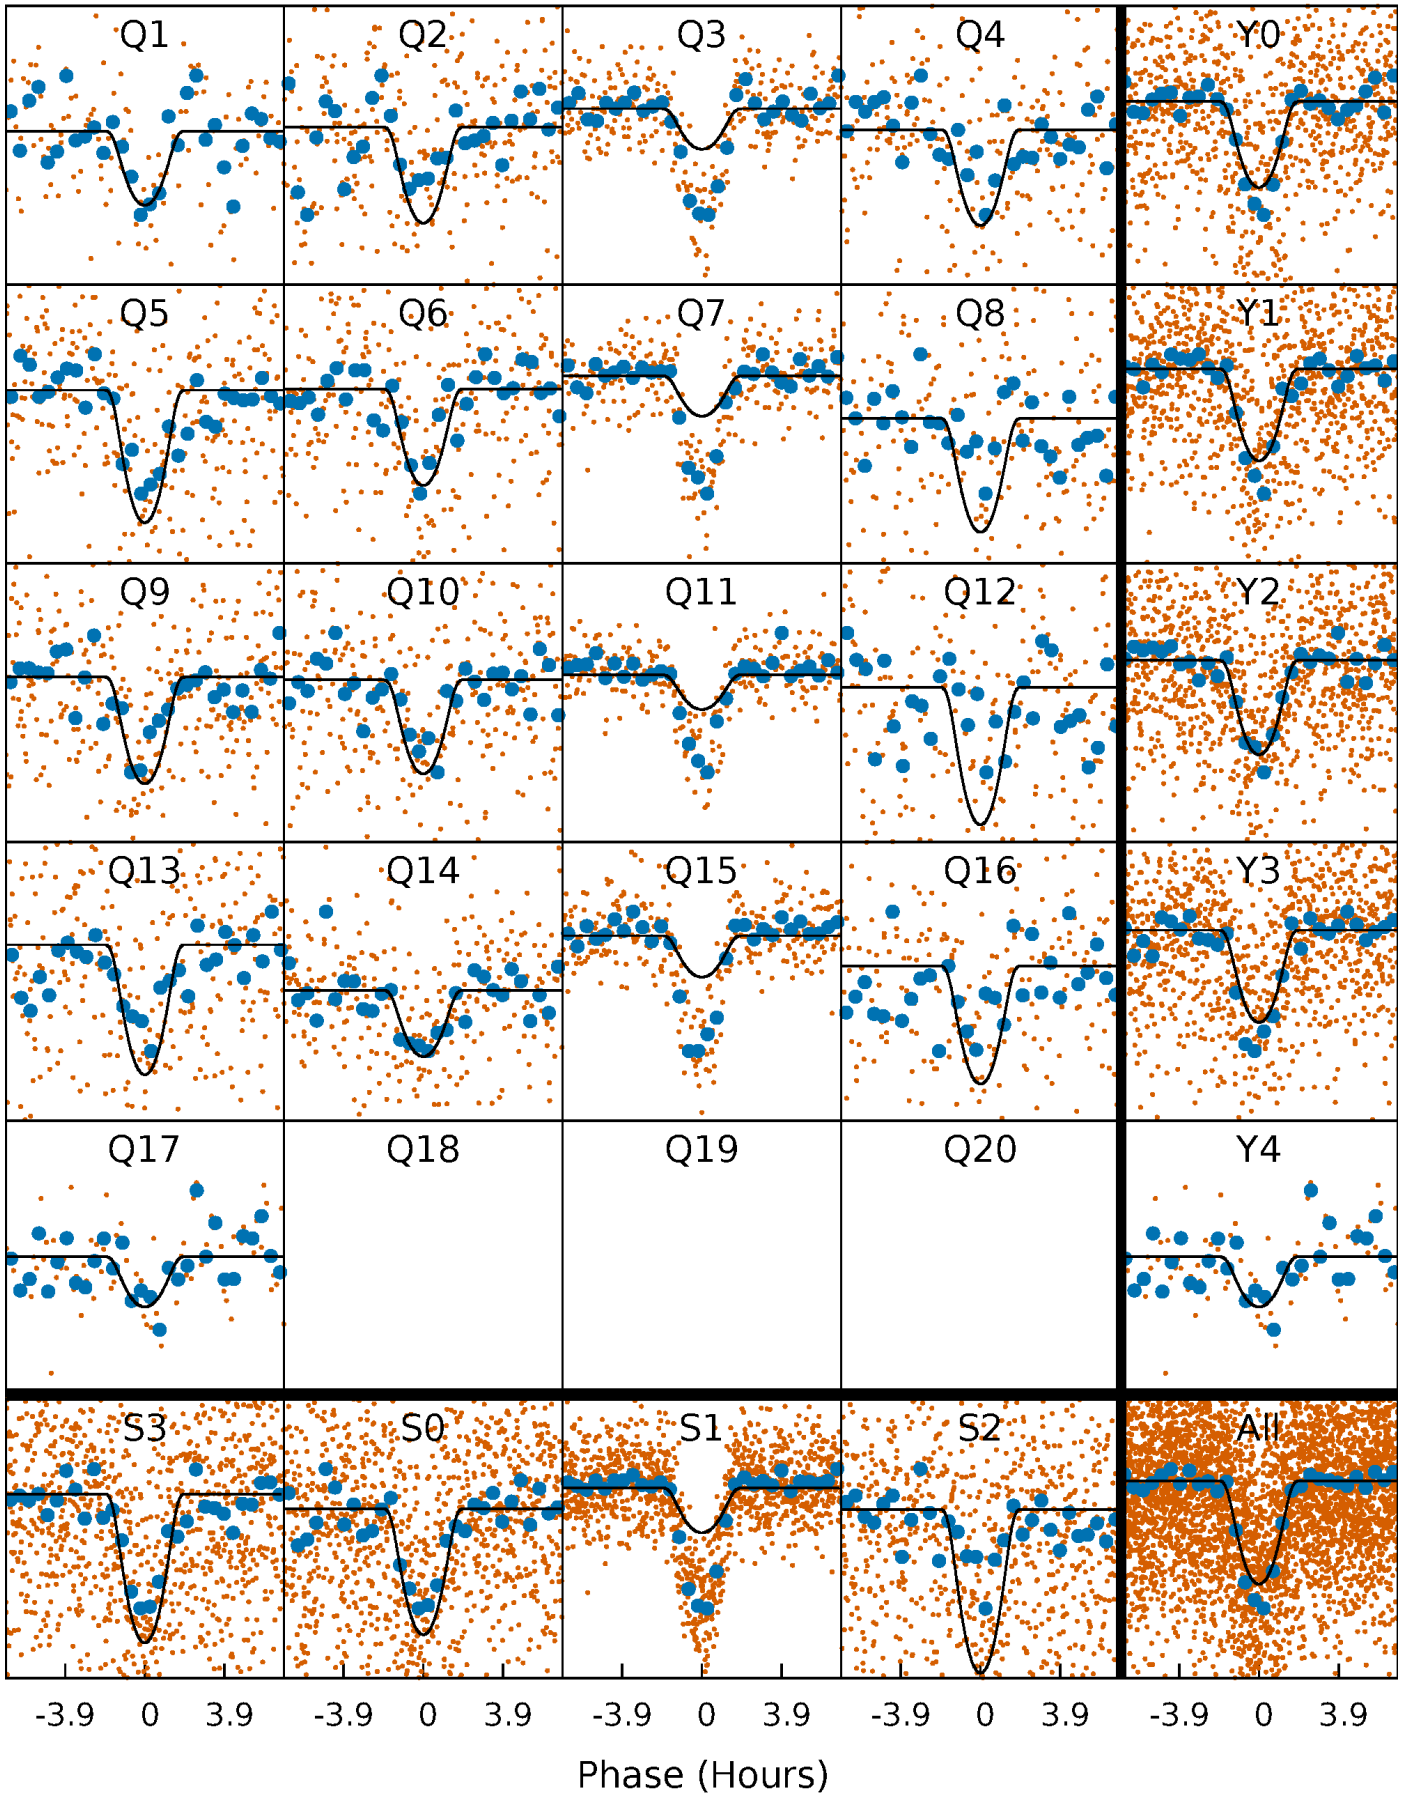 Q1 Q2 Q3 Q4 Y0
Q5 Q6 Q7 Q8 Y1
Q9 Q10 Q11 Q12 Y2
Q13 Q14 Q15 Q16 Y3
Q17 Q18 Q19 Q20 Y4
S3 S0 S1 S2 All
-3.9 0 3.9 -3.9 0 3.9 -3.9 0 3.9 -3.9 0 3.9 -3.9 0 3.9
Phase (Hours)